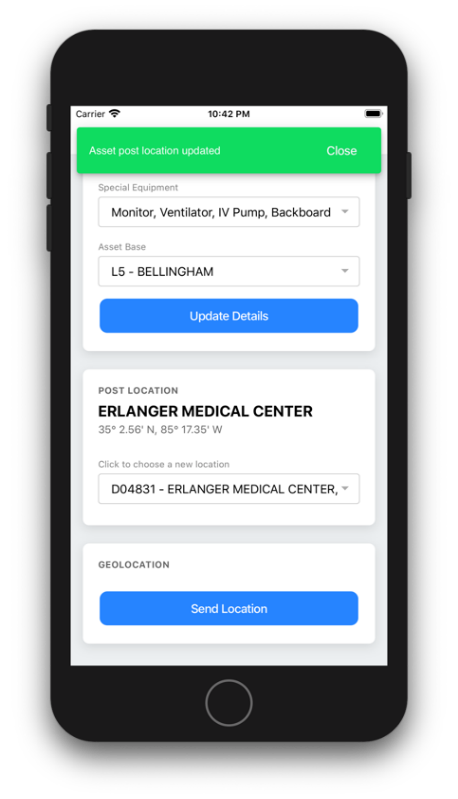 Carrier 10:42 PM
Asset post location updated Close
Special Equipment
Monitor, Ventilator, IV Pump, Backboard
Asset Base
L5 - BELLINGHAM
Update Details
POST LOCATION
ERLANGER MEDICAL CENTER
35° 2.56' N, 85° 17.35' W
Click to choose a new location
D04831 - ERLANGER MEDICAL CENTER,
GEOLOCATION
Send Location